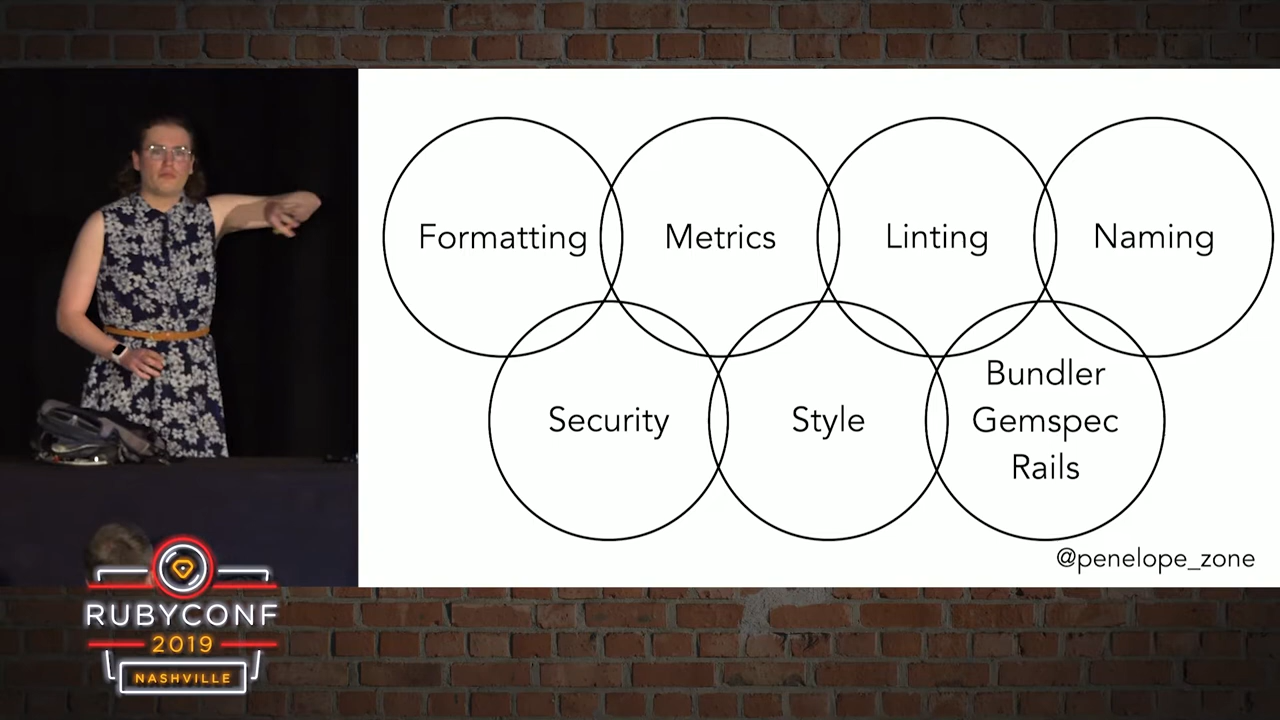 Formatting
Metrics
Linting
Naming
Security
Style
Bundler
Gemspec
Rails
@penelope_zone
RUBYCONF
2019
NASHVILLE